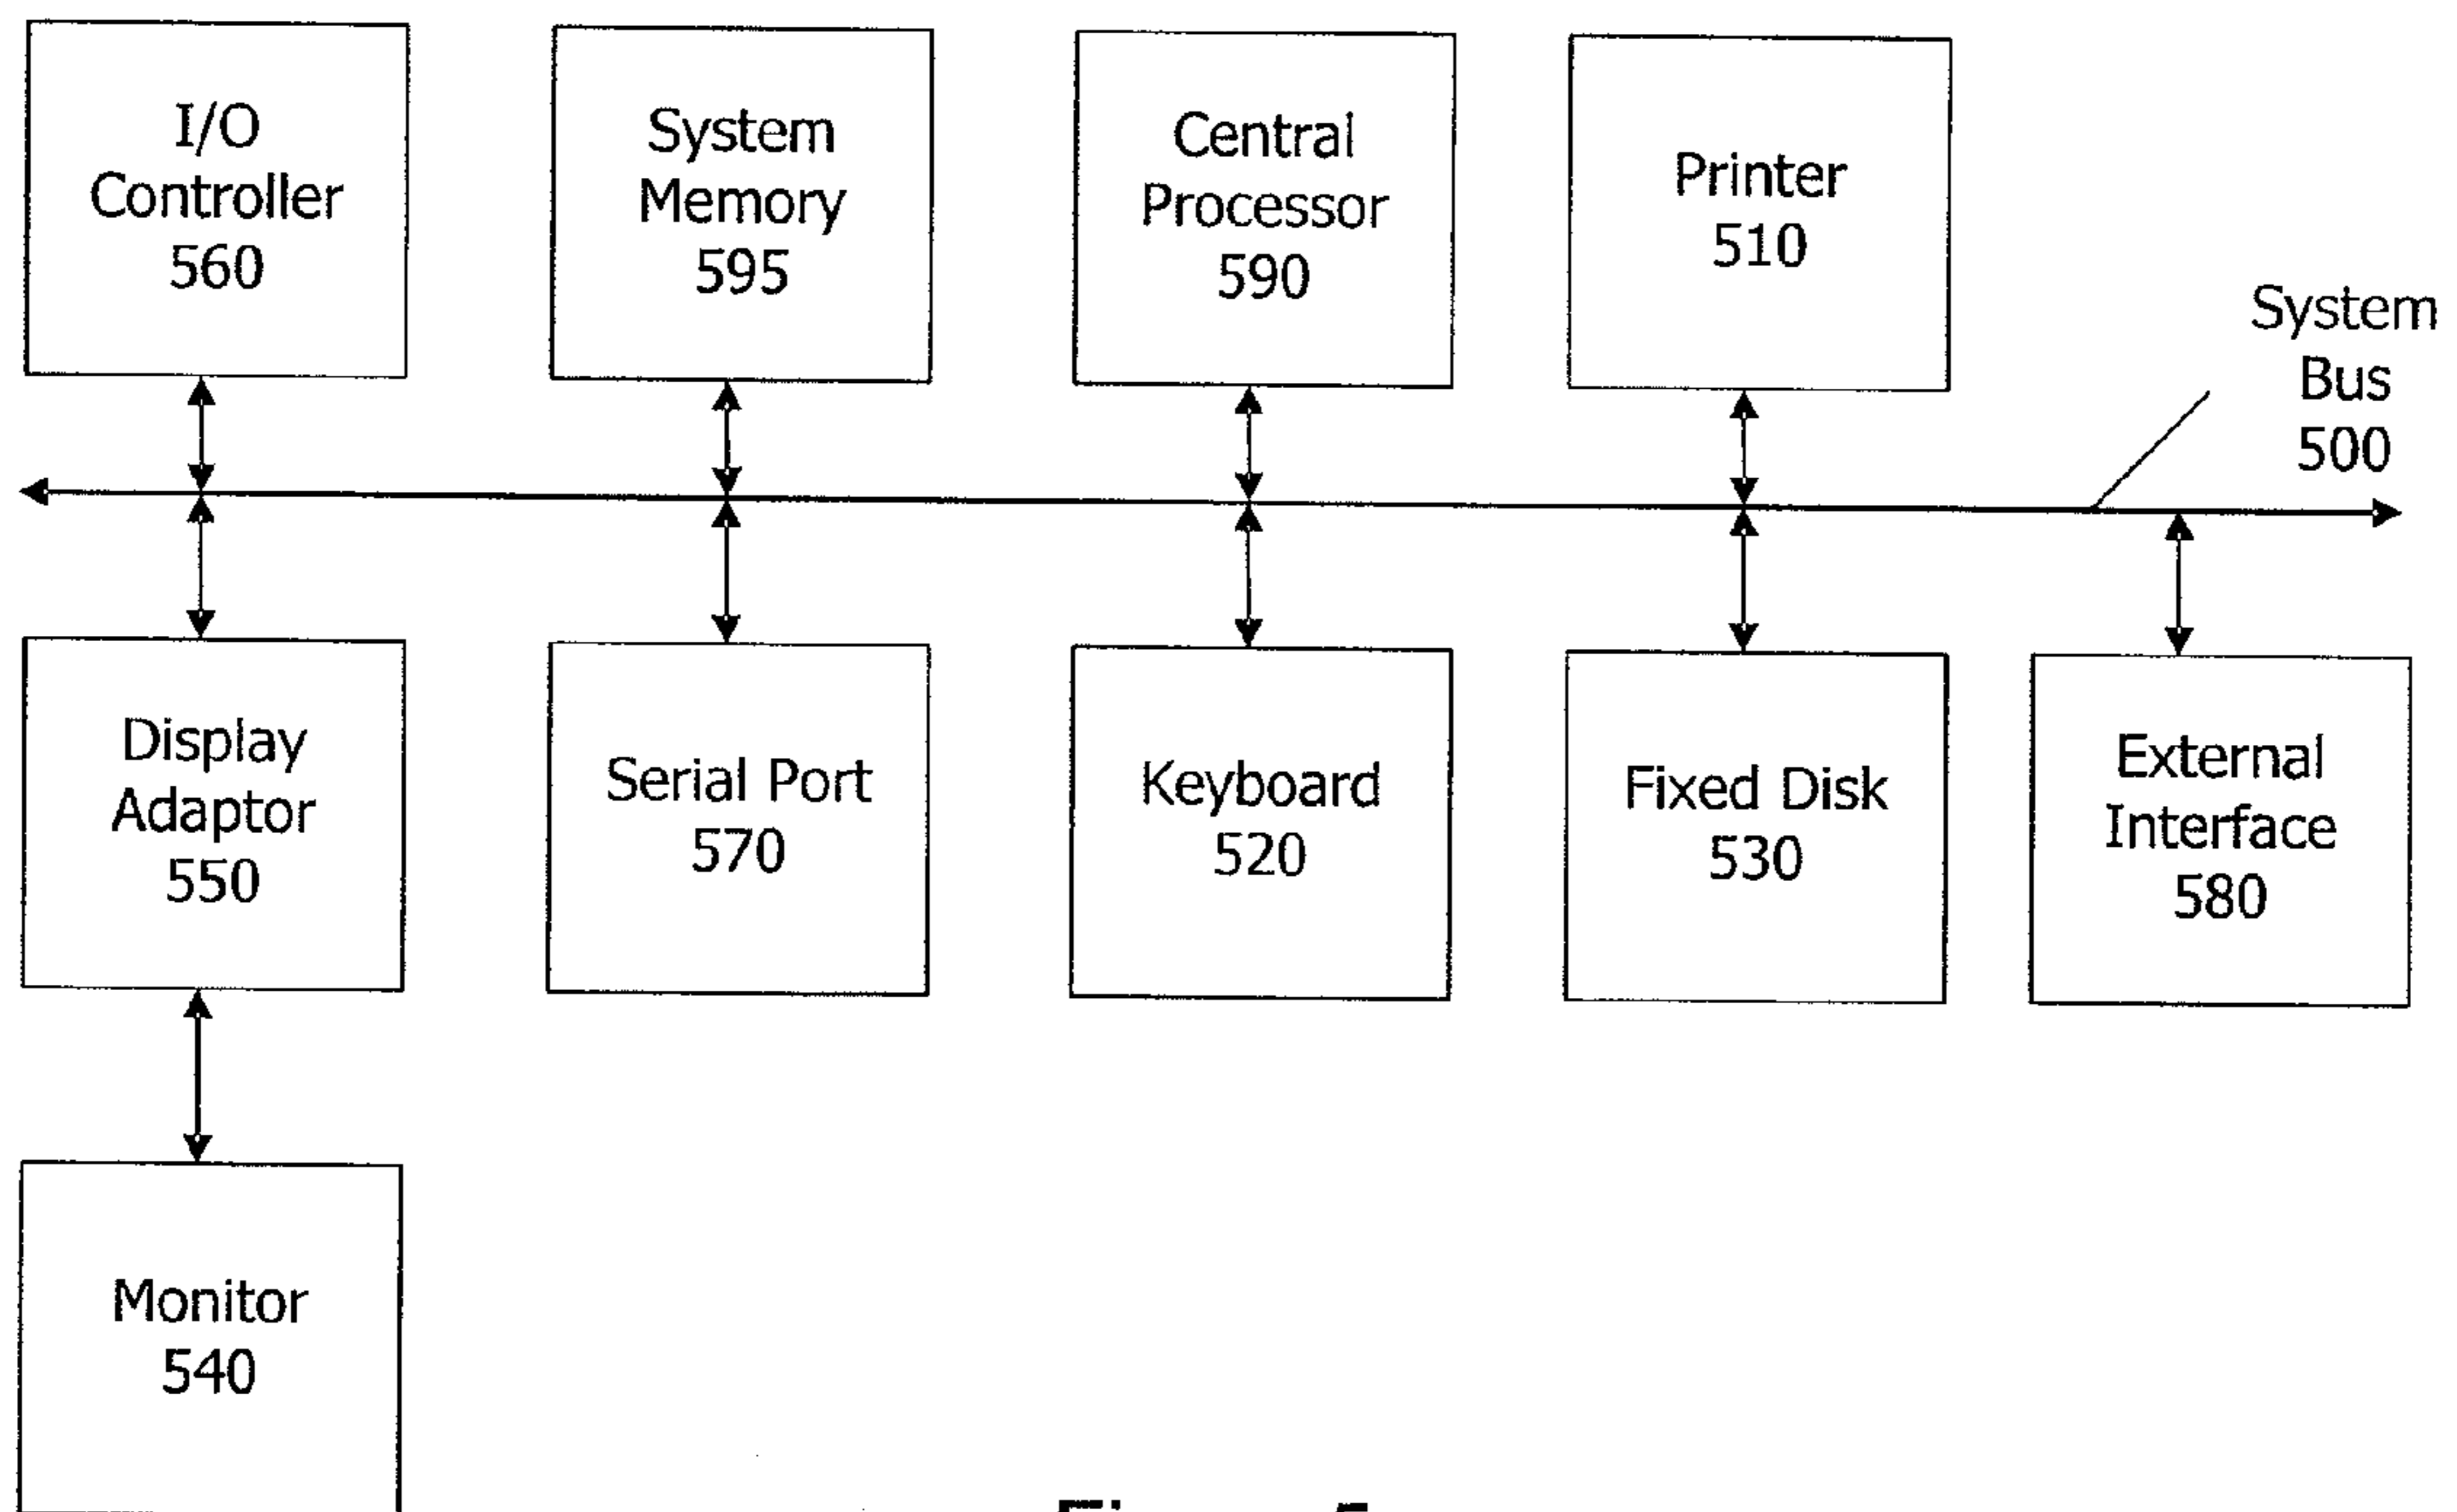 I/O
Controller
560
System
Memory
595
Central
Processor
590
Printer
510
System
Bus
500
Display
Adaptor
550
Serial Port
570
Keyboard
520
Fixed Disk
530
External
Interface
580
Monitor
540